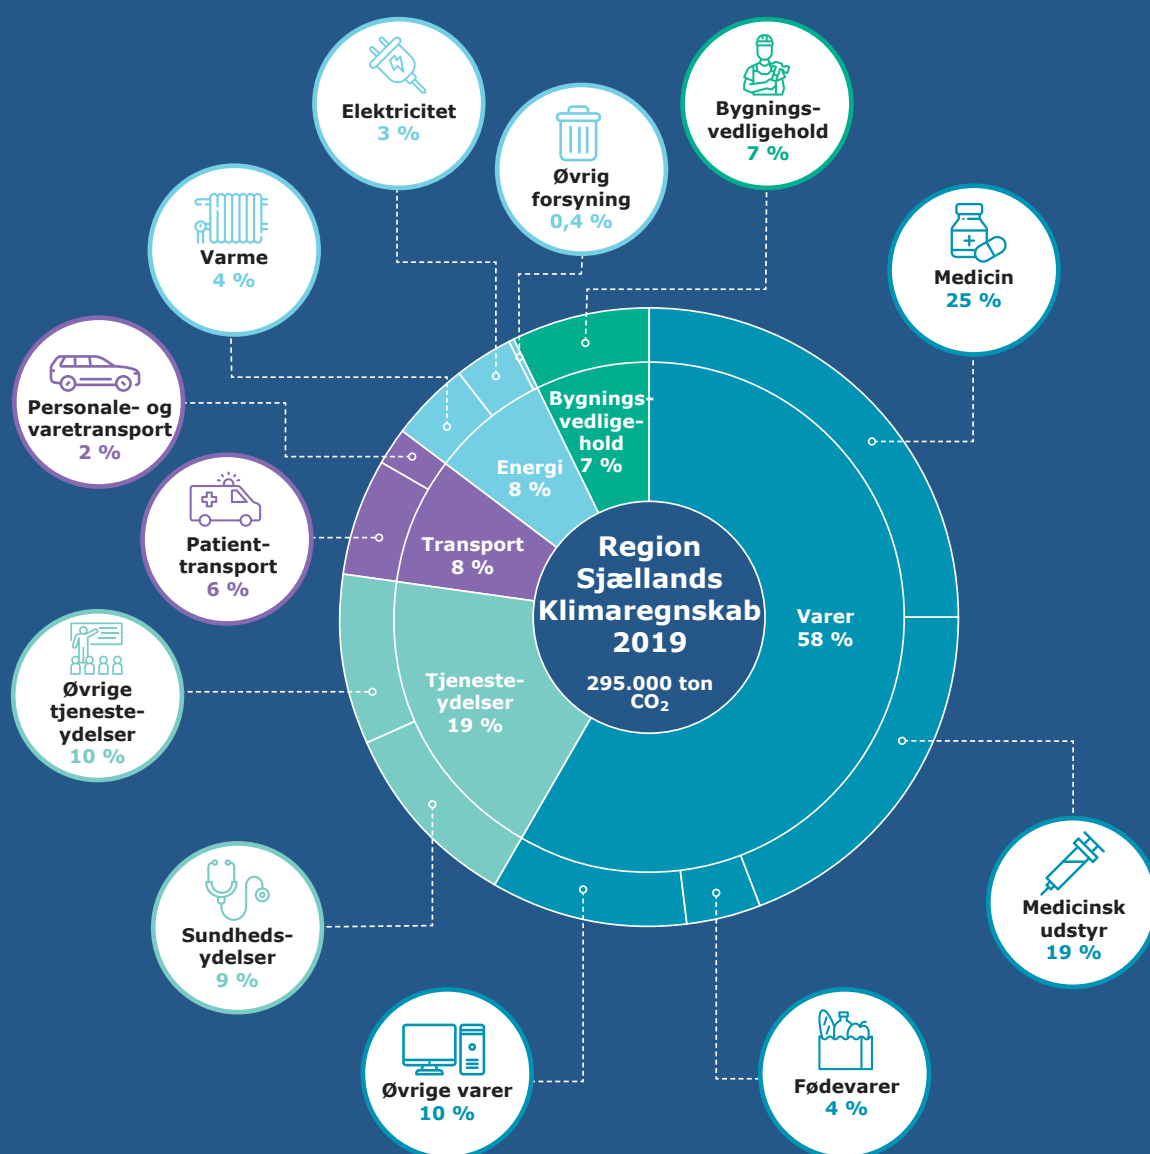 Elektricitet
3 %
Øvrig
forsyning
0,4 %
Bygnings-
vedligehold
7 %
Varme
4 %
Medicin
25 %
Personale- og
varetransport
2 %
Patient-
transport
6 %
Øvrige
tjeneste-
ydelser
10 %
Sundheds-
ydelser
9 %
Øvrige varer
10 %
Fødevarer
4 %
Medicinsk
udstyr
19 %
Bygnings-
vedlige-
hold
7 %
Energi
8 %
Transport
8 %
Tjeneste-
ydelser
19 %
Varer
58 %
Region
Sjællands
Klimaregnskab
2019
295.000 ton
CO₂